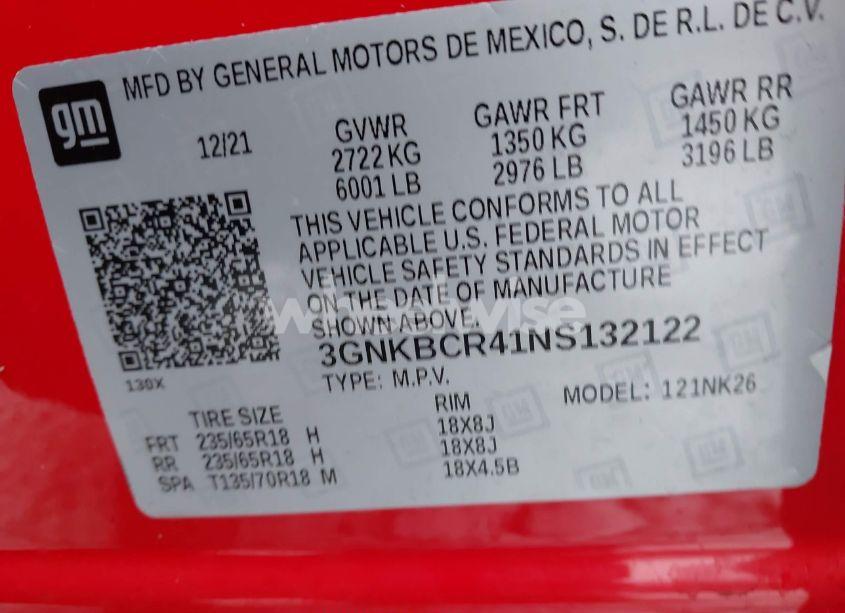 MFD BY GENERAL MOTORS DE MEXICO, S. DE R.L. DE C.V.
gm
12/21
GVWR
2722 KG
6001 LB
GAWR FRT
1350 KG
2976 LB
GAWR RR
1450 KG
3196 LB
THIS VEHICLE CONFORMS TO ALL
APPLICABLE U.S. FEDERAL MOTOR
VEHICLE SAFETY STANDARDS IN EFFECT
ON THE DATE OF MANUFACTURE
SHOWN ABOVE.
wheelwise
3GNKBCR41NS132122
130X
TYPE: M.P.V.
MODEL: 121NK26
TIRE SIZE RIM
FRT 235/65R18 H 18X8J
RR 235/65R18 H 18X8J
SPA T135/70R18 M 18X4.5B